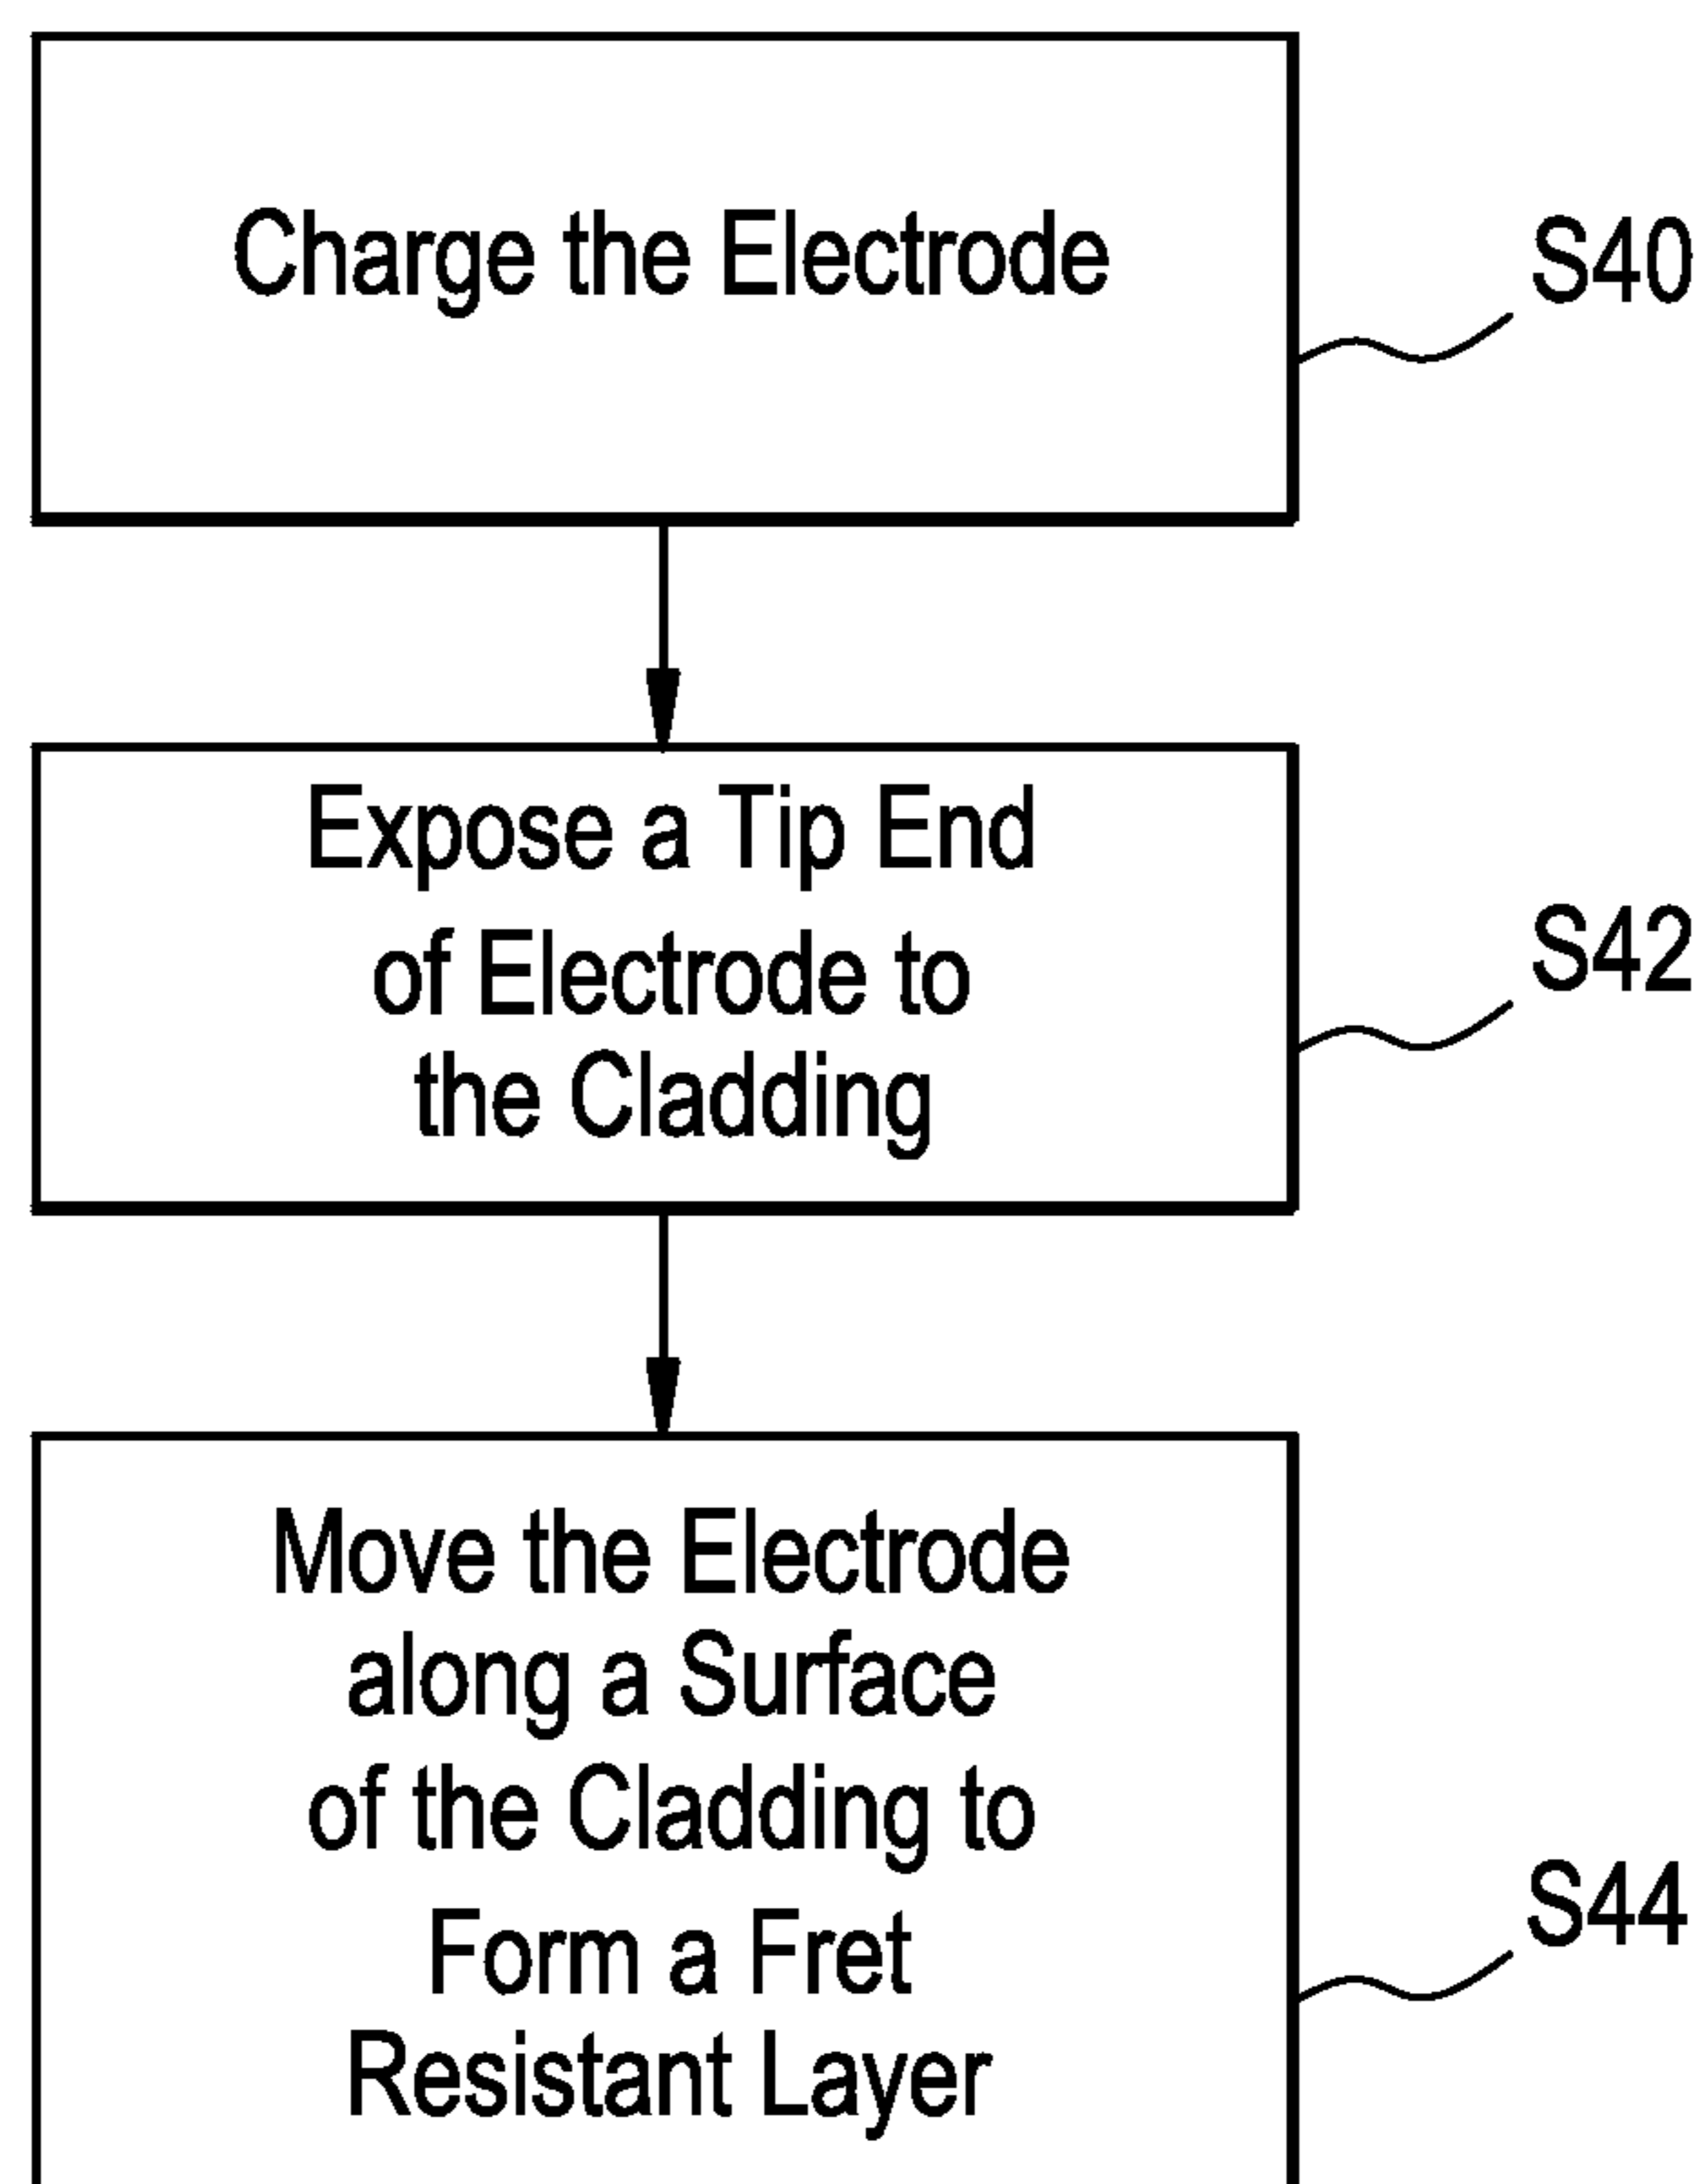 Charge the Electrode
S40
Expose a Tip End
of Electrode to
the Cladding
S42
Move the Electrode
along a Surface
of the Cladding to
Form a Fret
Resistant Layer
S44